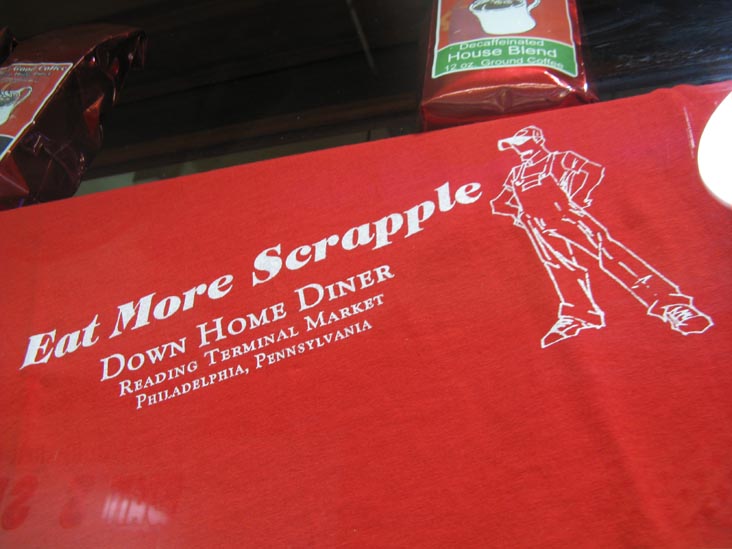 Decaffeinated
House Blend
12 oz Ground Coffee
Eat More Scrapple
Down Home Diner
Reading Terminal Market
Philadelphia, Pennsylvania